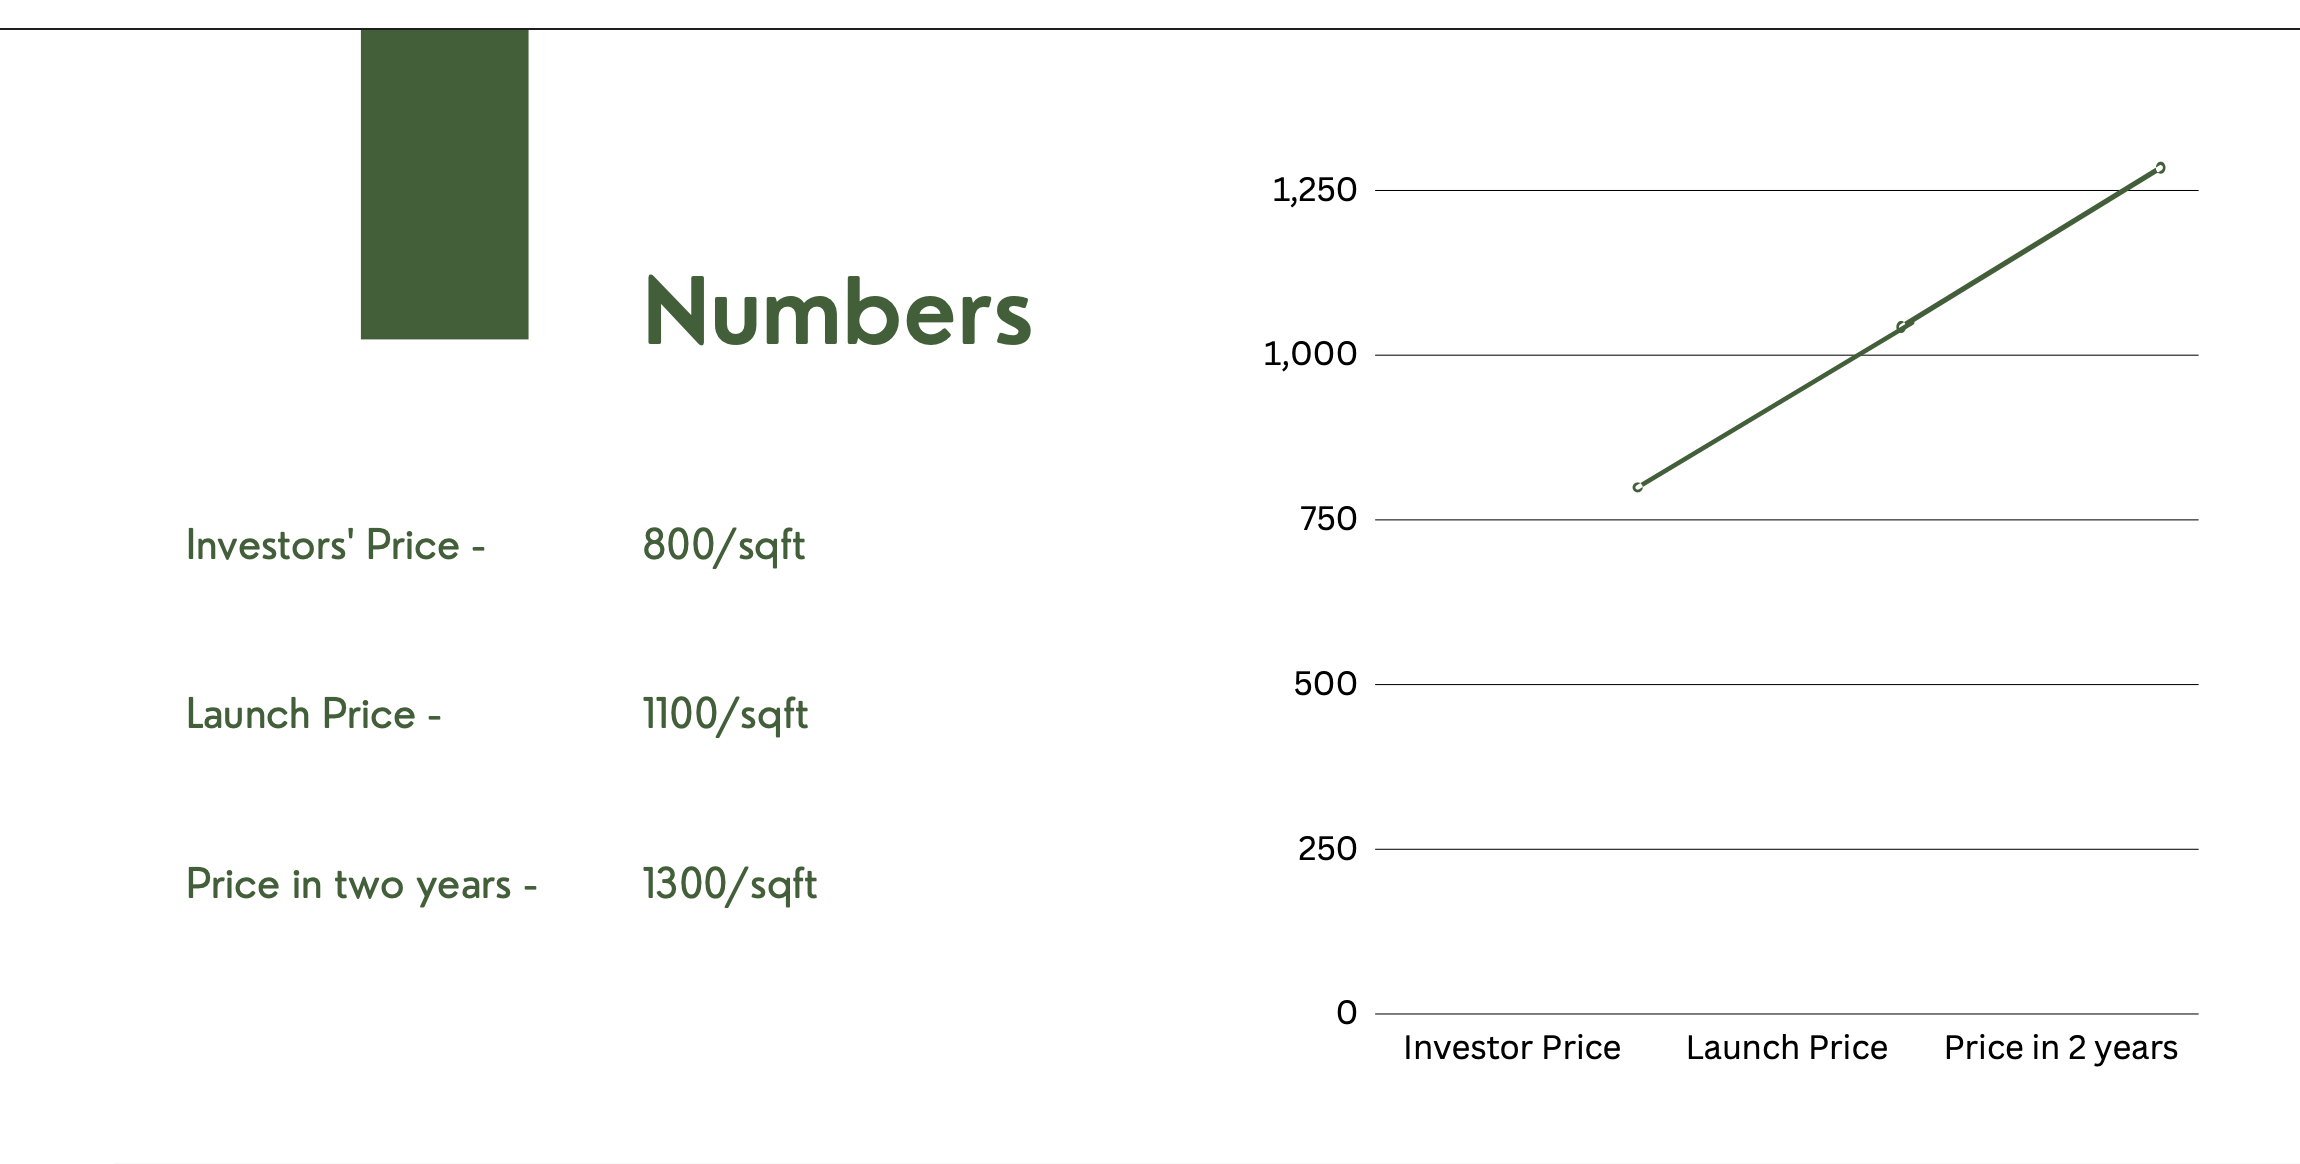 Numbers
Investors' Price - 800/sqft
Launch Price - 1100/sqft
Price in two years - 1300/sqft
1,250
1,000
750
500
250
0
Investor Price Launch Price Price in 2 years